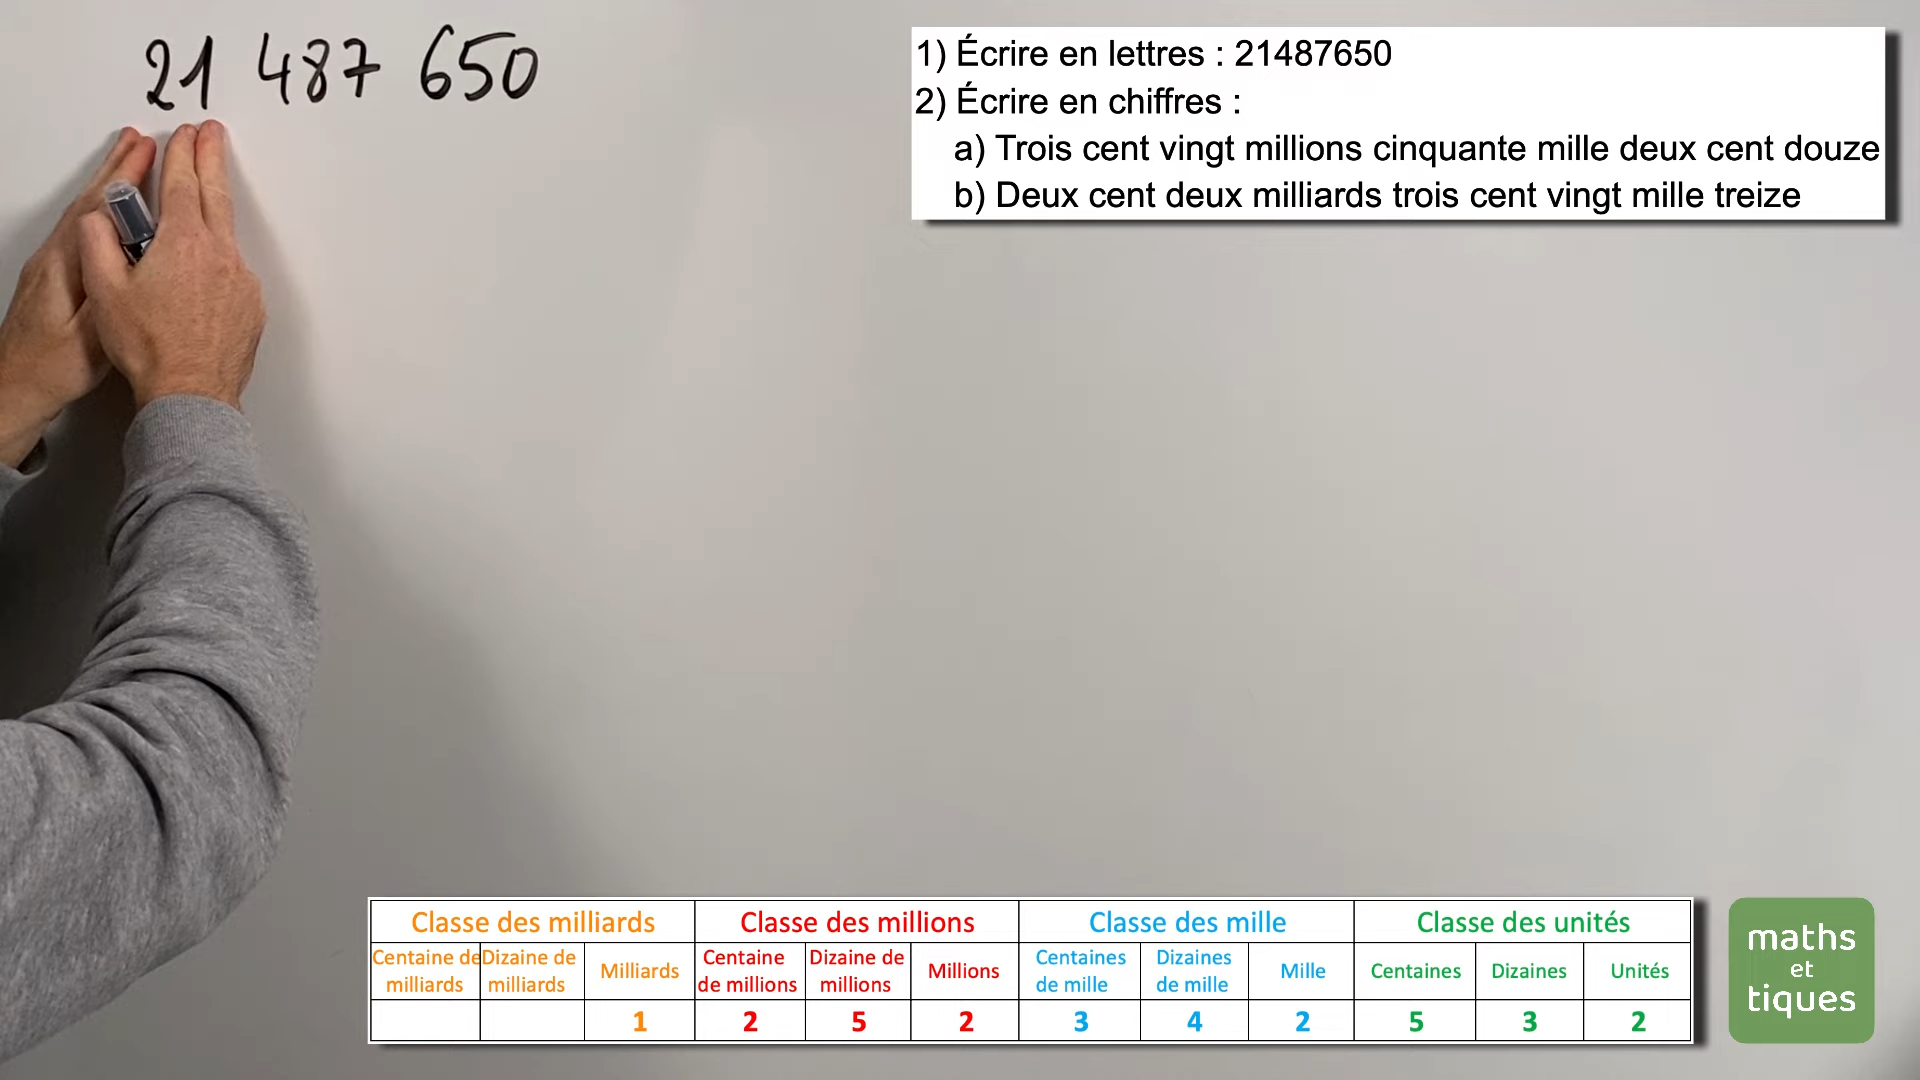 21 487 650
1) Écrire en lettres : 21487650
2) Écrire en chiffres :
a) Trois cent vingt millions cinquante mille deux cent douze
b) Deux cent deux milliards trois cent vingt mille treize
Classe des milliards Classe des millions Classe des mille Classe des unités
Centaine de milliards Dizaine de milliards Milliards Centaine de millions Dizaine de millions Millions Centaines de mille Dizaines de mille Mille Centaines Dizaines Unités
1 2 5 2 3 4 2 5 3 2
maths
et
tiques